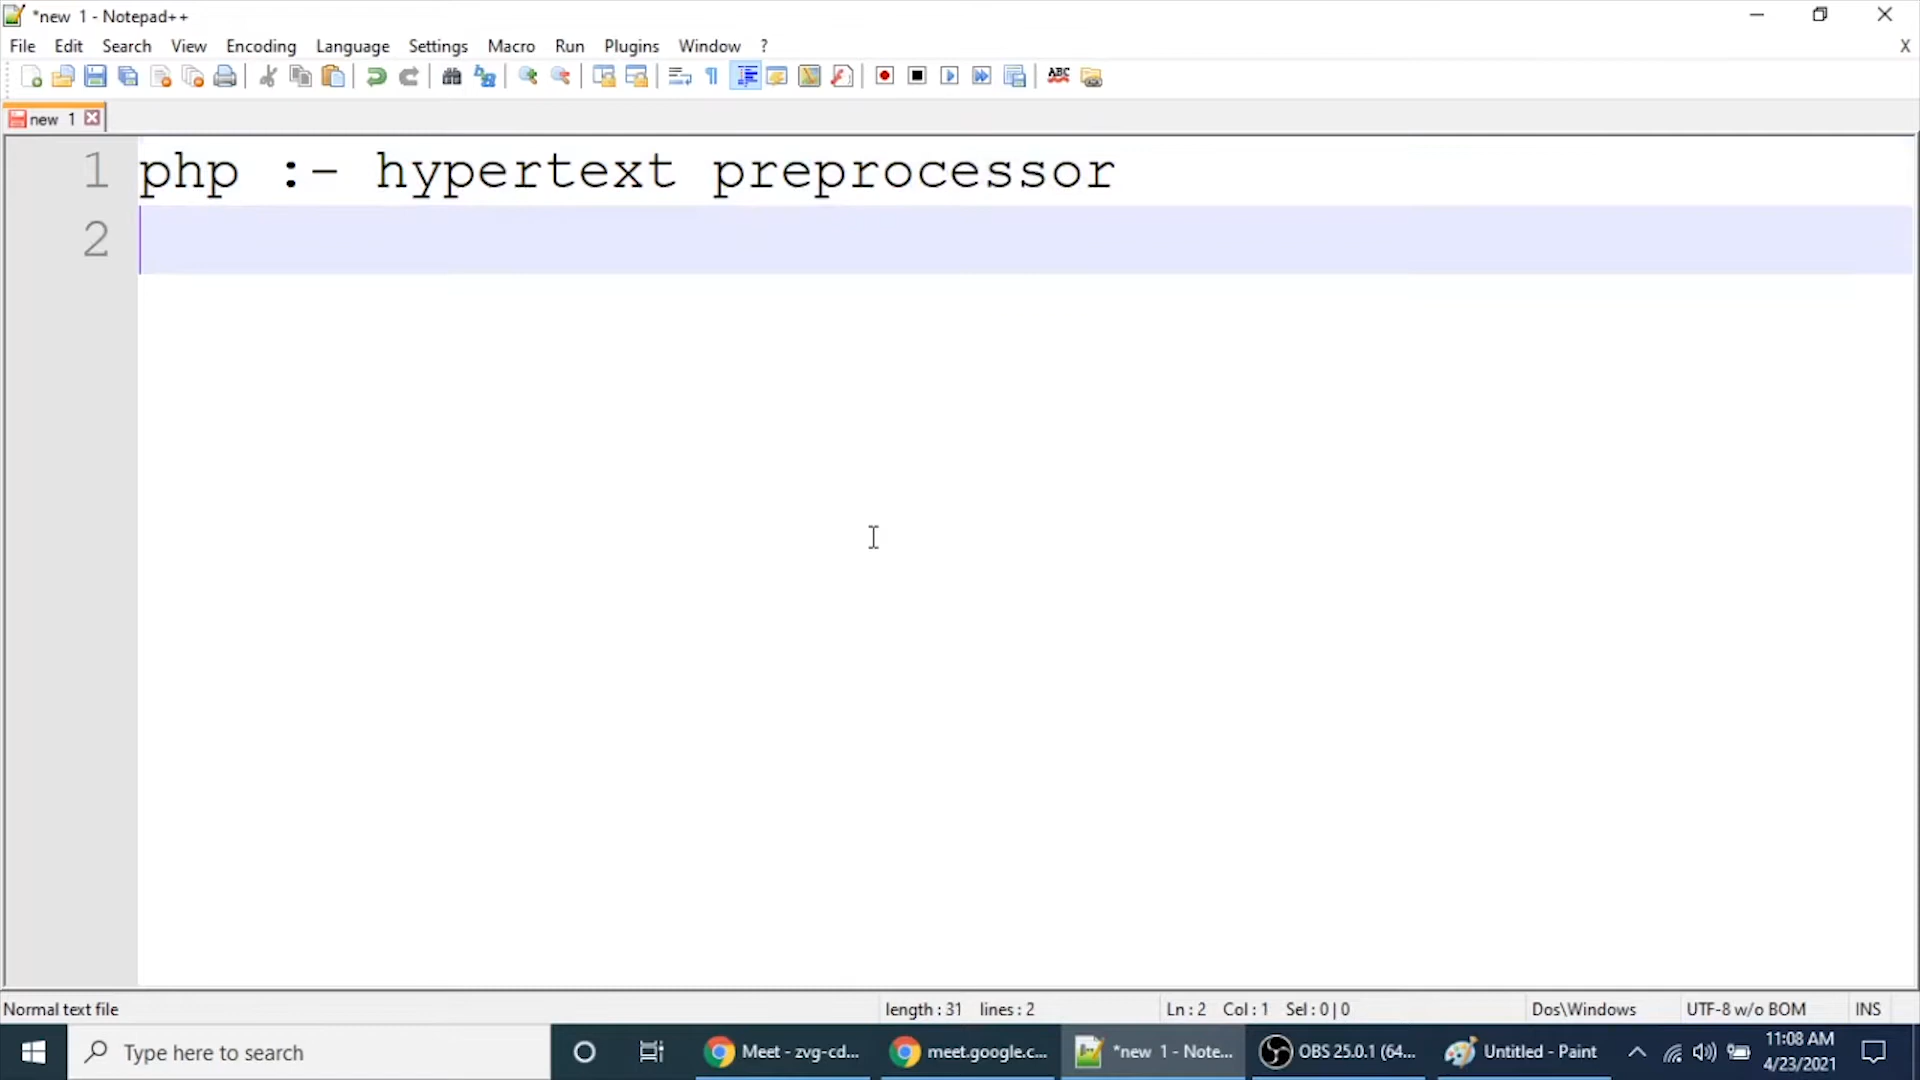 *new 1 - Notepad++
File Edit Search View Encoding Language Settings Macro Run Plugins Window ? X
ABC
new 1
1 php :- hypertext preprocessor
2
Normal text file length : 31 lines : 2 Ln : 2 Col : 1 Sel : 0 | 0 Dos\Windows UTF-8 w/o BOM INS
Type here to search Meet - zvg-cd... meet.google.c... *new 1 - Note... OBS 25.0.1 (64... Untitled - Paint 11:08 AM
4/23/2021